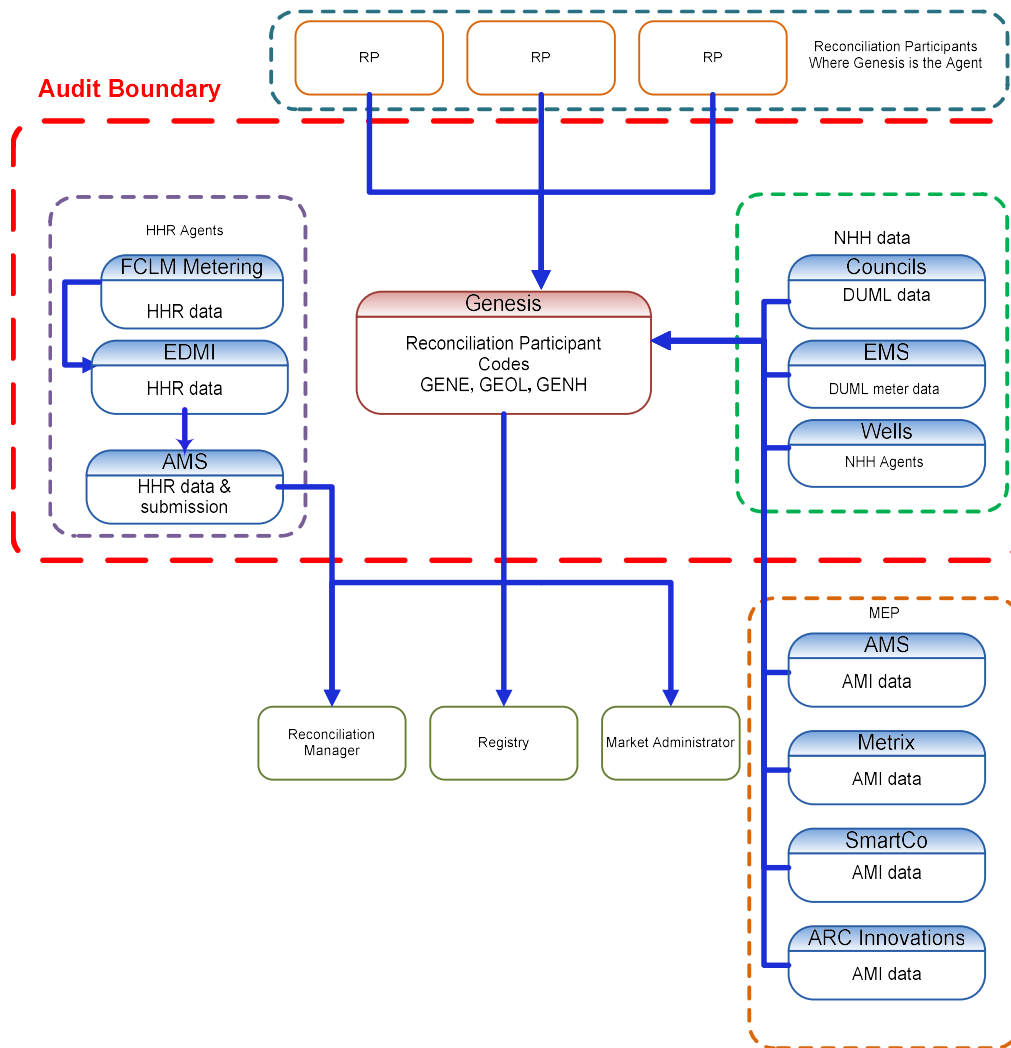 RP
RP
RP
Reconciliation Participants
Where Genesis is the Agent
Audit Boundary
HHR Agents
FCLM Metering
HHR data
EDMI
HHR data
AMS
HHR data &
submission
Genesis
Reconciliation Participant
Codes
GENE, GEOL, GENH
NHH data
Councils
DUML data
EMS
DUML meter data
Wells
NHH Agents
Reconciliation
Manager
Registry
Market Administrator
MEP
AMS
AMI data
Metrix
AMI data
SmartCo
AMI data
ARC Innovations
AMI data